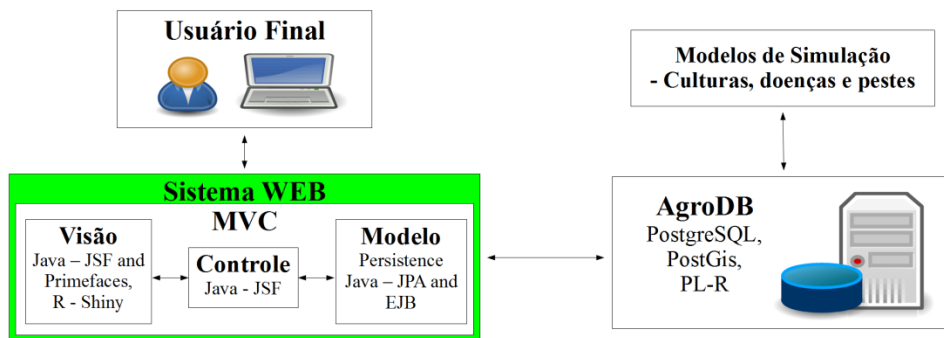 Usuário Final
Modelos de Simulação
- Culturas, doenças e pestes
Sistema WEB
MVC
Visão
Java – JSF and
Primefaces,
R - Shiny
Controle
Java - JSF
Modelo
Persistence
Java – JPA and
EJB
AgroDB
PostgreSQL,
PostGis,
PL-R